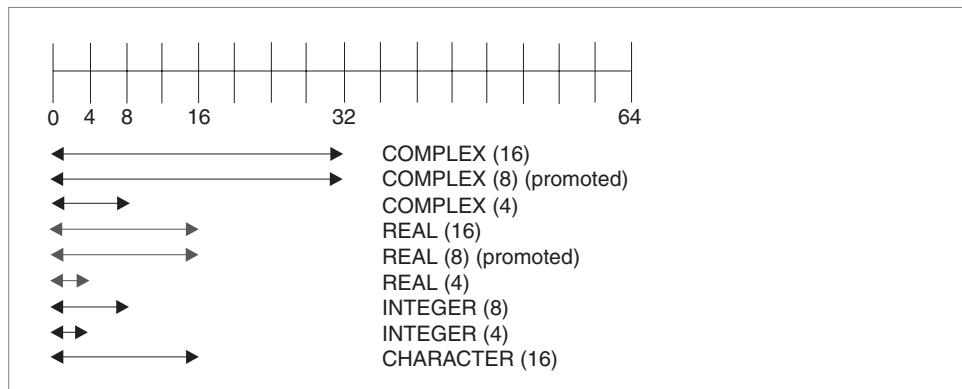 0 4 8 16 32 64
COMPLEX (16)
COMPLEX (8) (promoted)
COMPLEX (4)
REAL (16)
REAL (8) (promoted)
REAL (4)
INTEGER (8)
INTEGER (4)
CHARACTER (16)